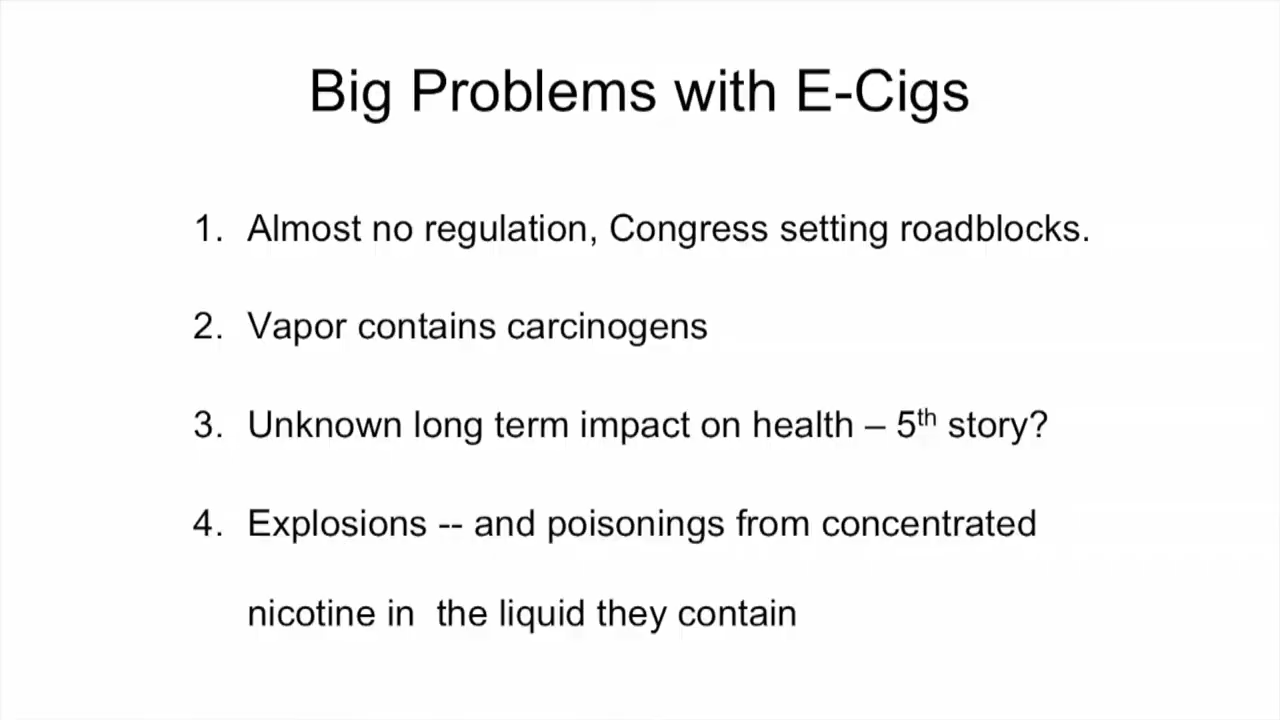 Big Problems with E-Cigs
1. Almost no regulation, Congress setting roadblocks.
2. Vapor contains carcinogens
3. Unknown long term impact on health – 5th story?
4. Explosions -- and poisonings from concentrated
nicotine in  the liquid they contain